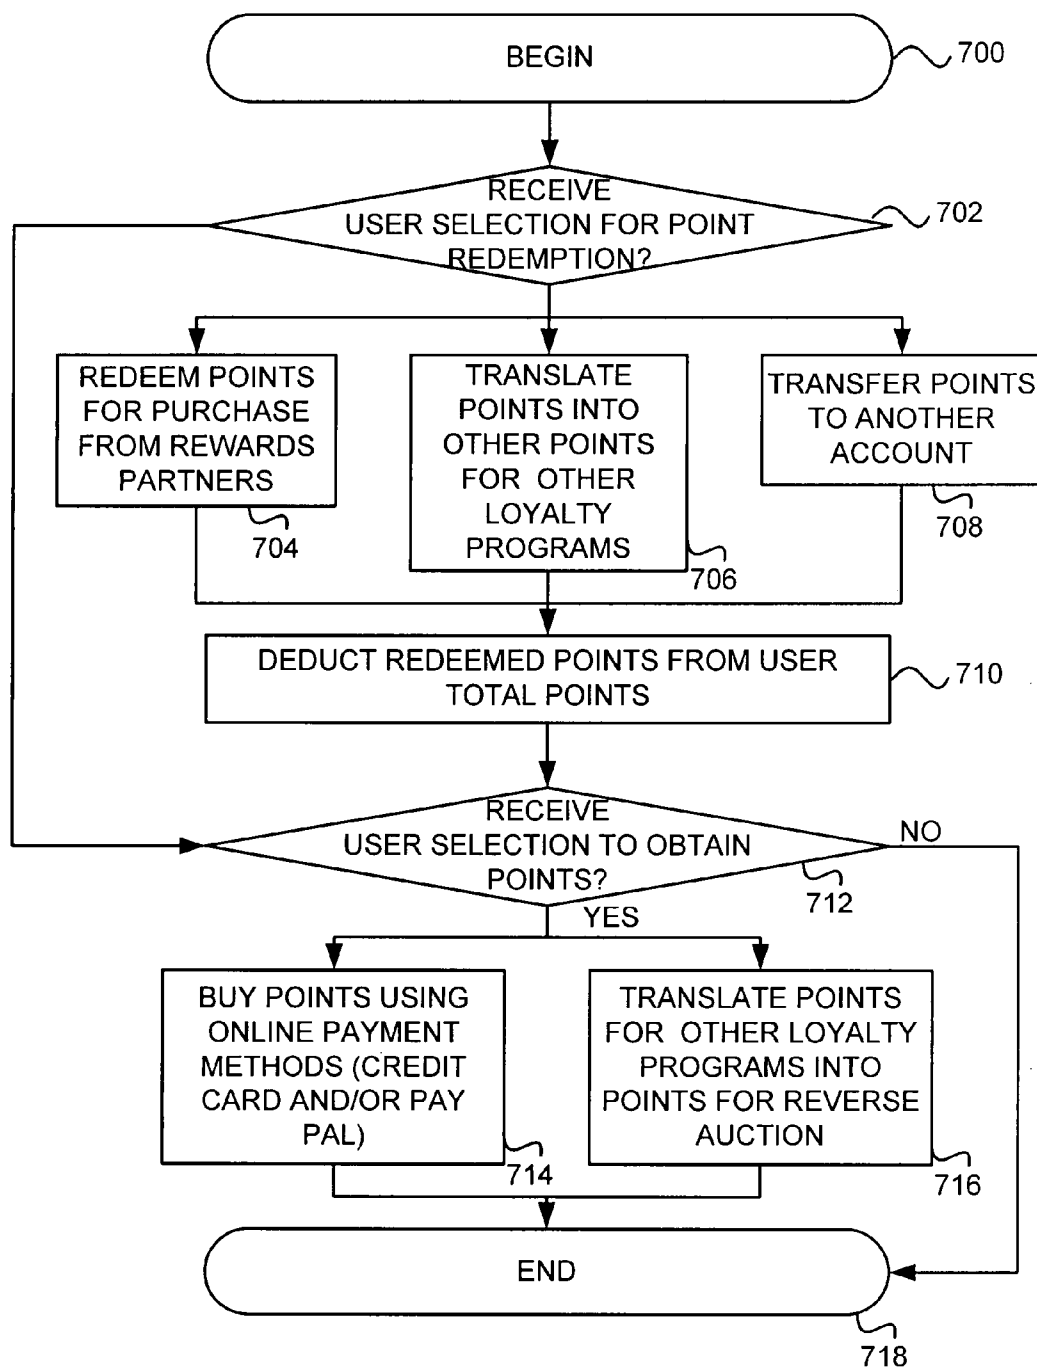 BEGIN
700
RECEIVE
USER SELECTION FOR POINT
REDEMPTION?
702
REDEEM POINTS
FOR PURCHASE
FROM REWARDS
PARTNERS
704
TRANSLATE
POINTS INTO
OTHER POINTS
FOR OTHER
LOYALTY
PROGRAMS
706
TRANSFER POINTS
TO ANOTHER
ACCOUNT
708
DEDUCT REDEEMED POINTS FROM USER
TOTAL POINTS
710
RECEIVE
USER SELECTION TO OBTAIN
POINTS?
712
NO
YES
BUY POINTS USING
ONLINE PAYMENT
METHODS (CREDIT
CARD AND/OR PAY
PAL)
714
TRANSLATE POINTS
FOR OTHER LOYALTY
PROGRAMS INTO
POINTS FOR REVERSE
AUCTION
716
END
718